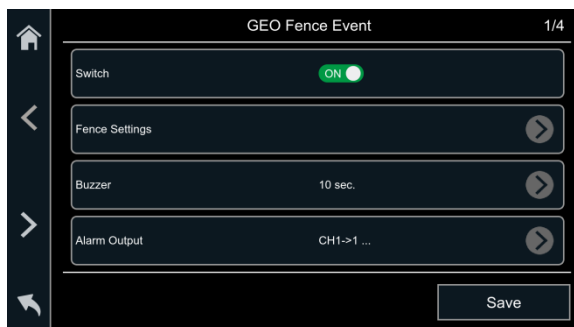 GEO Fence Event 1/4
Switch ON
Fence Settings
Buzzer 10 sec.
Alarm Output CH1->1 ...
Save